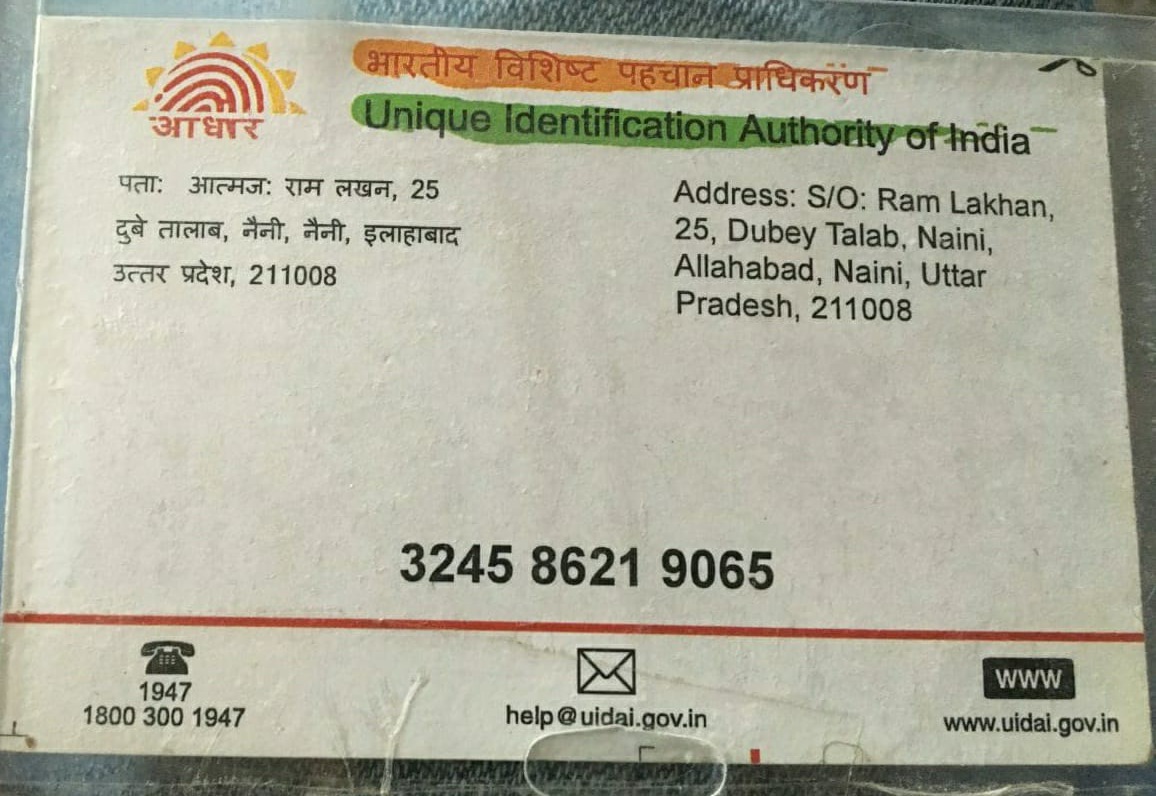 आधार
भारतीय विशिष्ट पहचान प्राधिकरण
Unique Identification Authority of India
पता: आत्मज: राम लखन, 25
दुबे तालाब, नैनी, नैनी, इलाहाबाद
उत्तर प्रदेश, 211008
Address: S/O: Ram Lakhan,
25, Dubey Talab, Naini,
Allahabad, Naini, Uttar
Pradesh, 211008
3245 8621 9065
1947
1800 300 1947
help@uidai.gov.in
WWW
www.uidai.gov.in